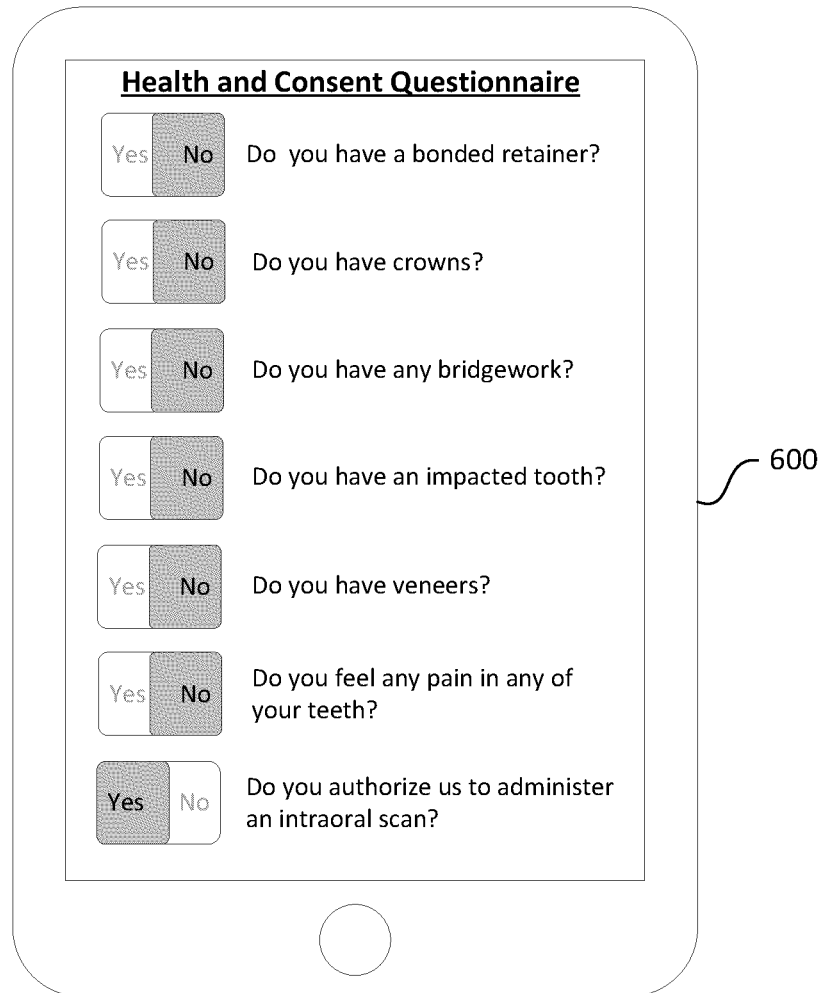 Health and Consent Questionnaire
Yes No Do you have a bonded retainer?
Yes No Do you have crowns?
Yes No Do you have any bridgework?
Yes No Do you have an impacted tooth?
600
Yes No Do you have veneers?
Yes No Do you feel any pain in any of
your teeth?
Yes No Do you authorize us to administer
an intraoral scan?